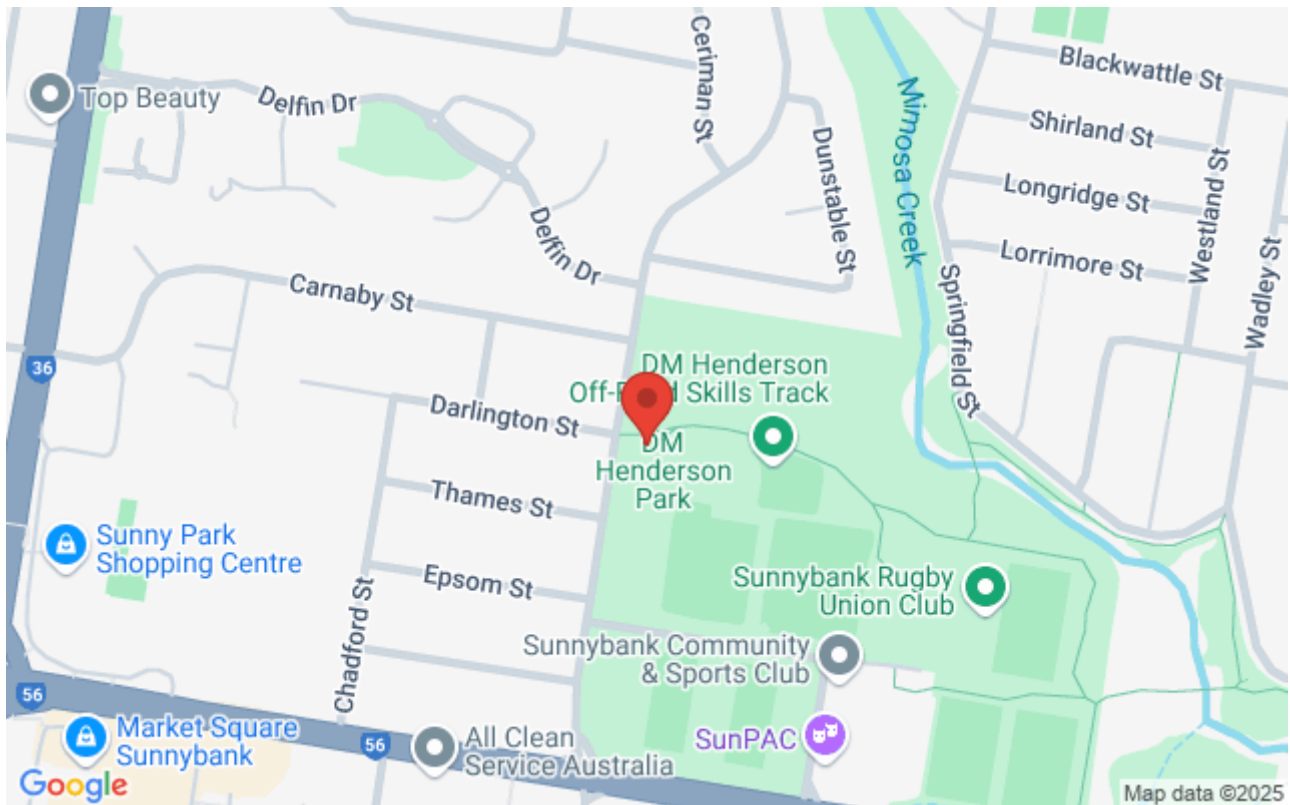 Ceriman St
Blackwattle St
Top Beauty
Delfin Dr
Shirland St
Mimosa Creek
Dunstable St
Longridge St
Westland St
Delfin Dr
Lorrimore St
Wadley St
Carnaby St
Springfield St
36
DM Henderson
Skills Track
Darlington St
DM
Henderson
Park
Thames St
Sunny Park
Shopping Centre
Epsom St
Sunnybank Rugby
Union Club
Chadford St
Sunnybank Community
& Sports Club
56
Market Square
Sunnybank
56
All Clean
Service Australia
SunPAC
Google
Map data ©2025